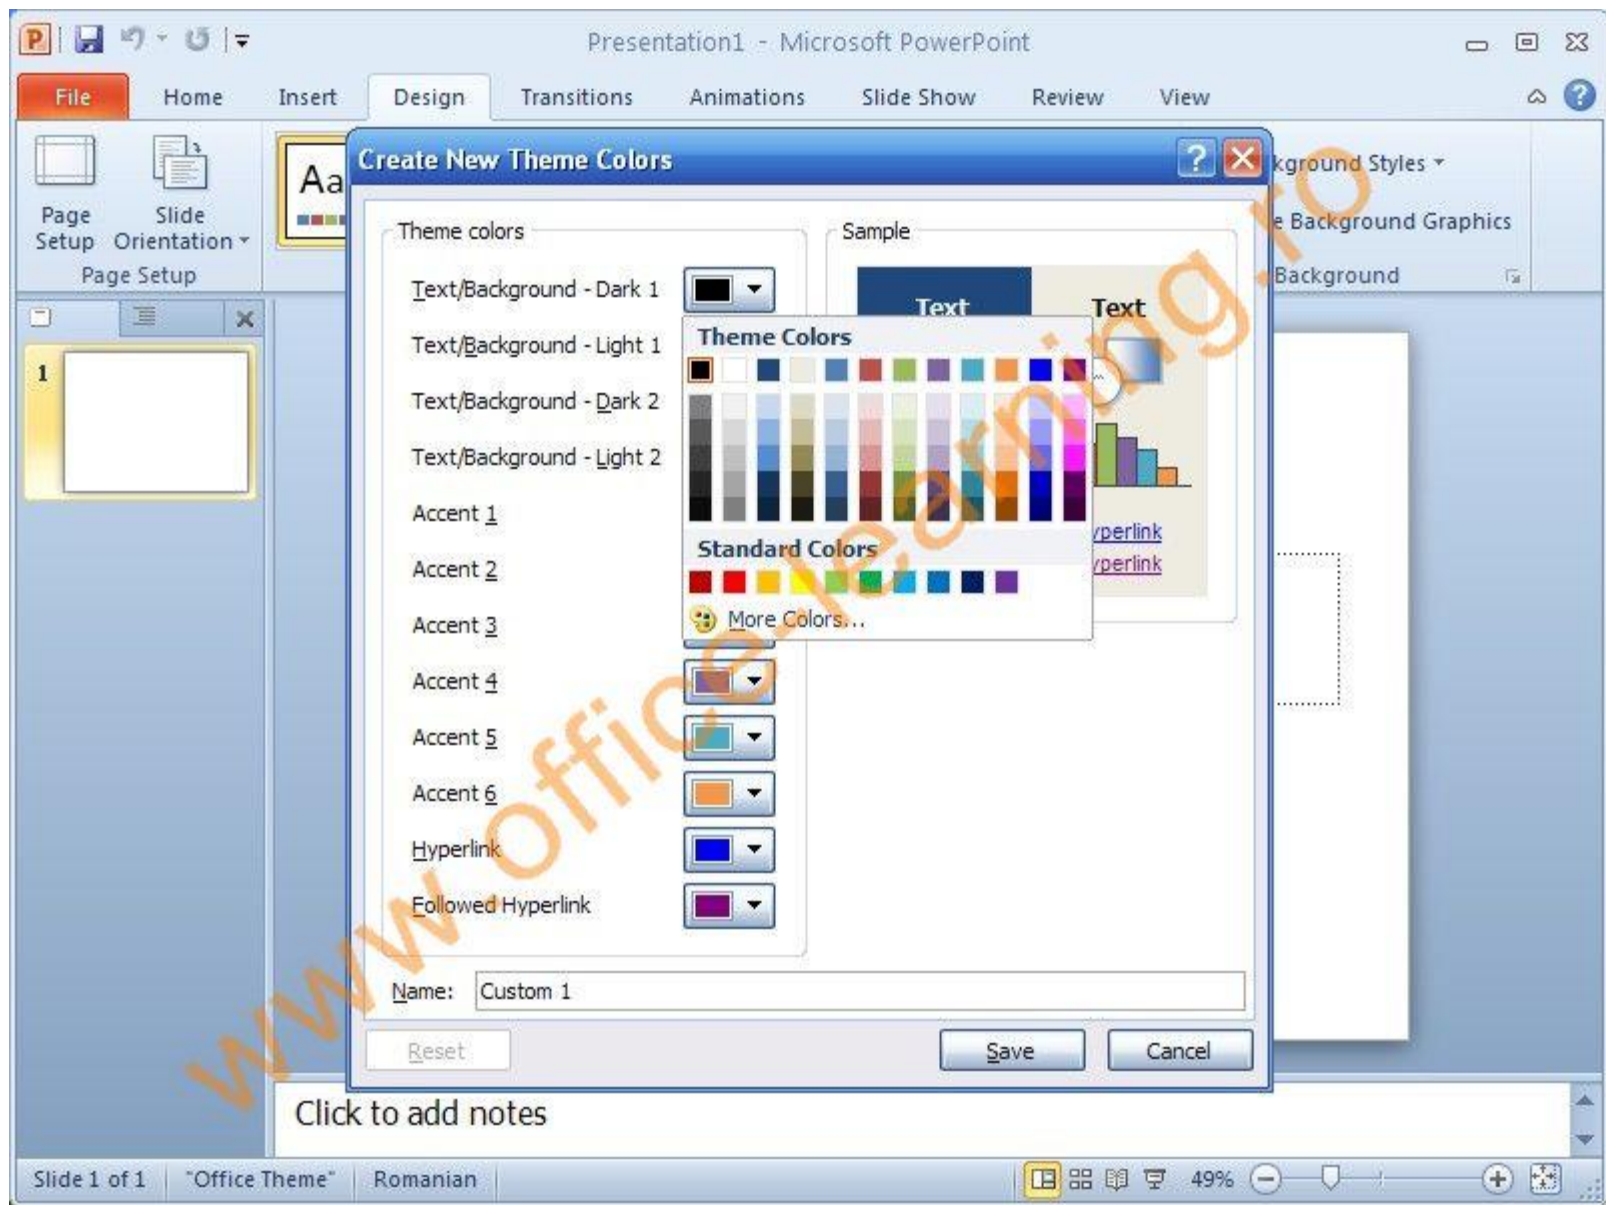 Presentation1 - Microsoft PowerPoint
File Home Insert Design Transitions Animations Slide Show Review View
Page Setup
Slide Orientation
Page Setup
Aa
kground Styles
e Background Graphics
Background
Create New Theme Colors
Theme colors
Text/Background - Dark 1
Text/Background - Light 1
Text/Background - Dark 2
Text/Background - Light 2
Accent 1
Accent 2
Accent 3
Accent 4
Accent 5
Accent 6
Hyperlink
Followed Hyperlink
Sample
Text Text
Theme Colors
Standard Colors
More Colors...
yperlink
yperlink
Name: Custom 1
Reset Save Cancel
1
Click to add notes
Slide 1 of 1 "Office Theme" Romanian 49%
www.office-learning.ro